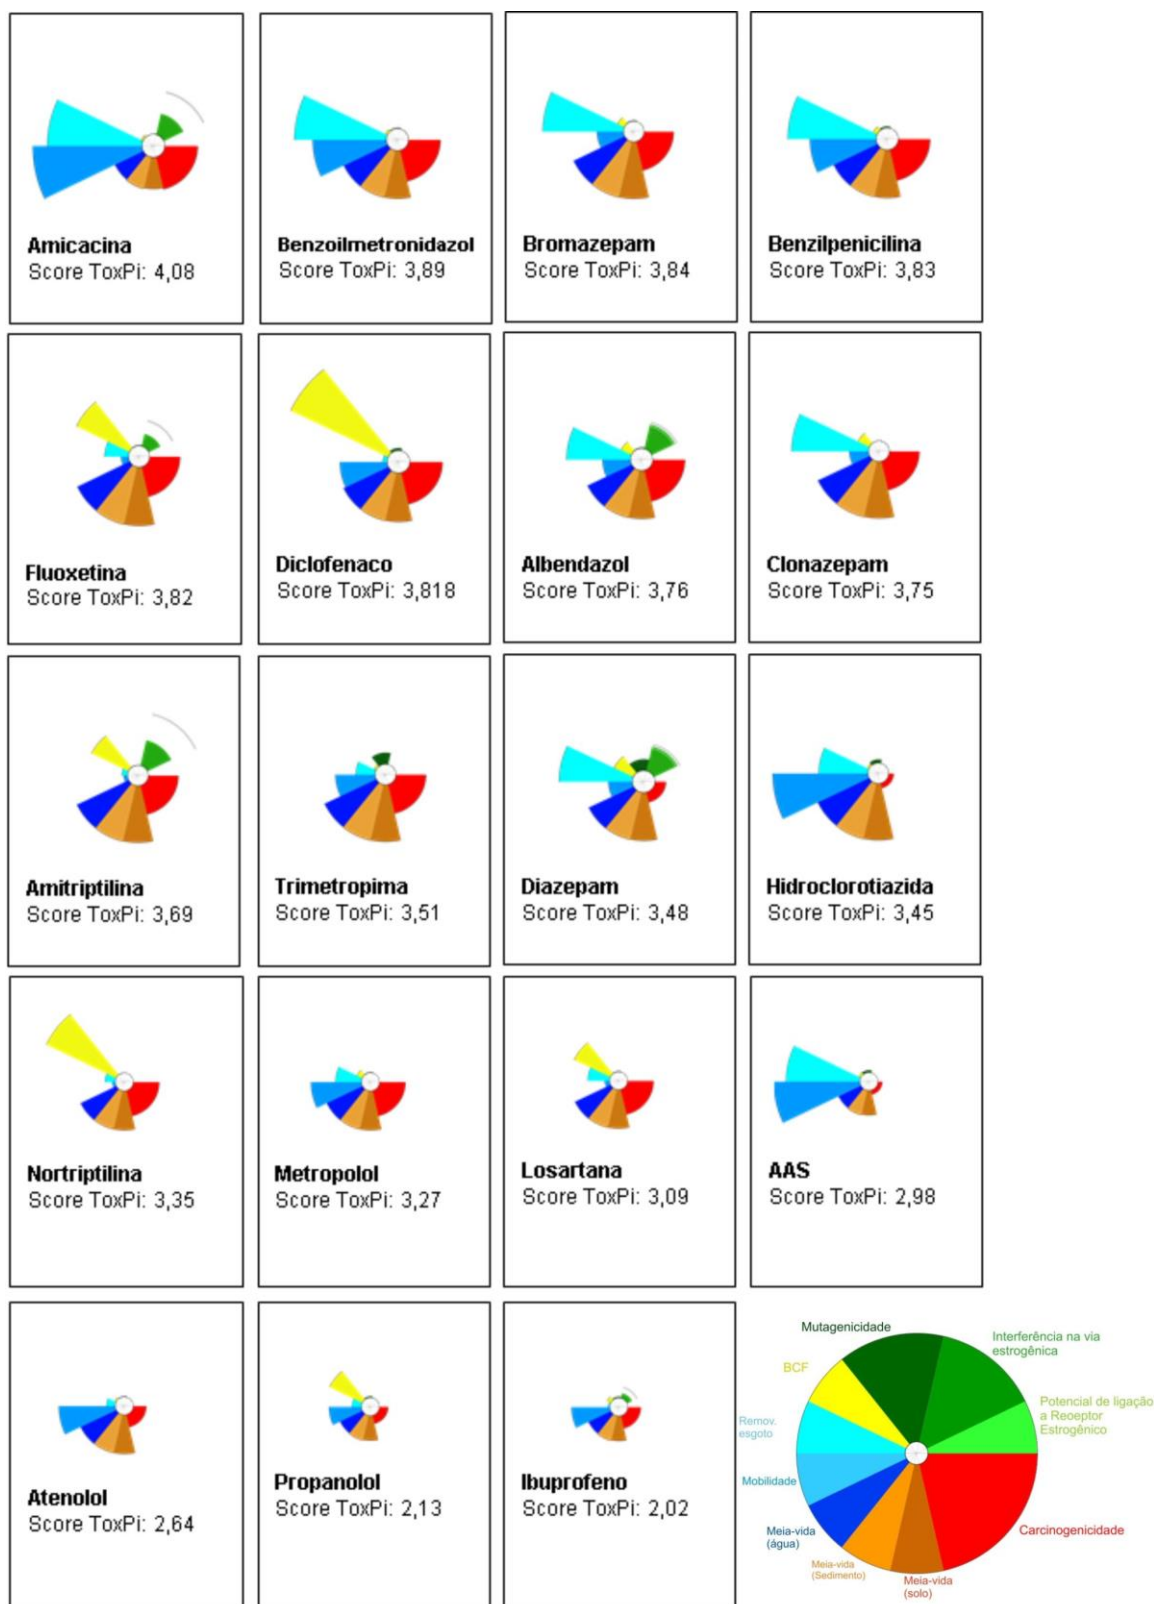 Amicacina
Score ToxPi: 4,08
Benzoilmetronidazol
Score ToxPi: 3,89
Bromazepam
Score ToxPi: 3,84
Benzilpenicilina
Score ToxPi: 3,83
Fluoxetina
Score ToxPi: 3,82
Diclofenaco
Score ToxPi: 3,818
Albendazol
Score ToxPi: 3,76
Clonazepam
Score ToxPi: 3,75
Amitriptilina
Score ToxPi: 3,69
Trimetropima
Score ToxPi: 3,51
Diazepam
Score ToxPi: 3,48
Hidroclorotiazida
Score ToxPi: 3,45
Nortriptilina
Score ToxPi: 3,35
Metropolol
Score ToxPi: 3,27
Losartana
Score ToxPi: 3,09
AAS
Score ToxPi: 2,98
Atenolol
Score ToxPi: 2,64
Propanolol
Score ToxPi: 2,13
Ibuprofeno
Score ToxPi: 2,02
Mutagenicidade
Interferência na via
estrogênica
BCF
Potencial de ligação
a Reoeptor
Estrogênico
Remov.
esgoto
Mobilidade
Carcinogenicidade
Meia-vida
(água)
Meia-vida
(Sedimento)
Meia-vida
(solo)